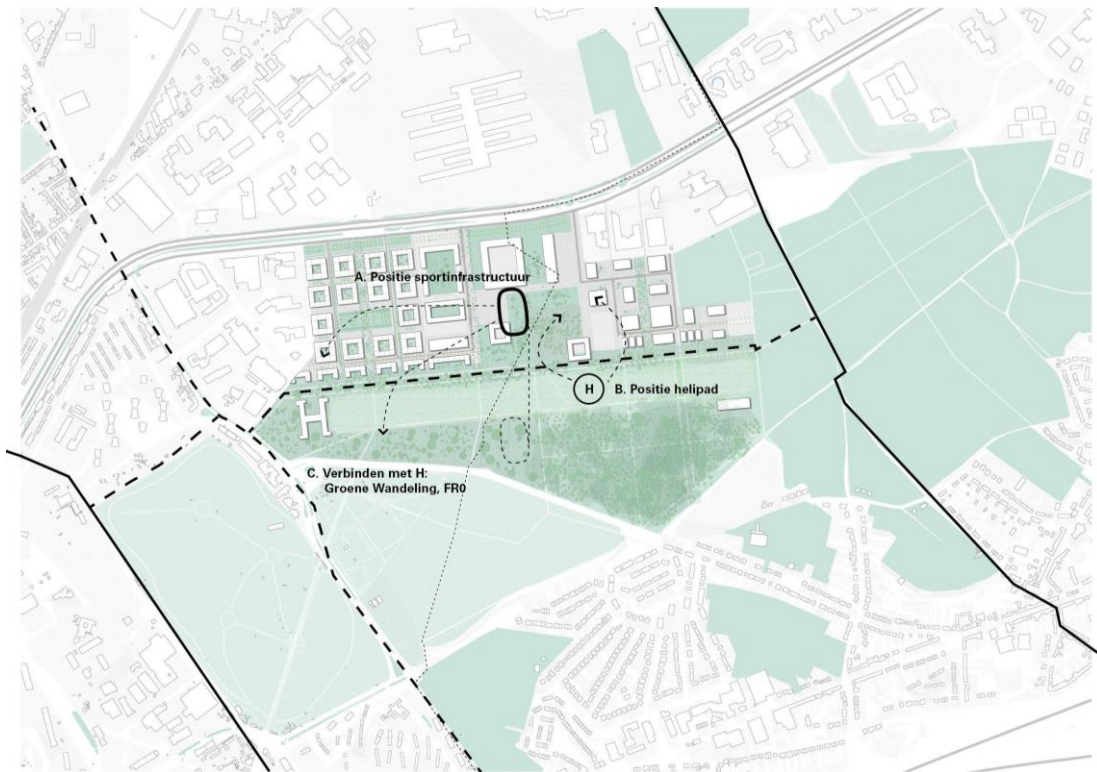 A. Positie sportinfrastructuur
H
B. Positie helipad
C. Verbinden met H:
Groene Wandeling, FR0